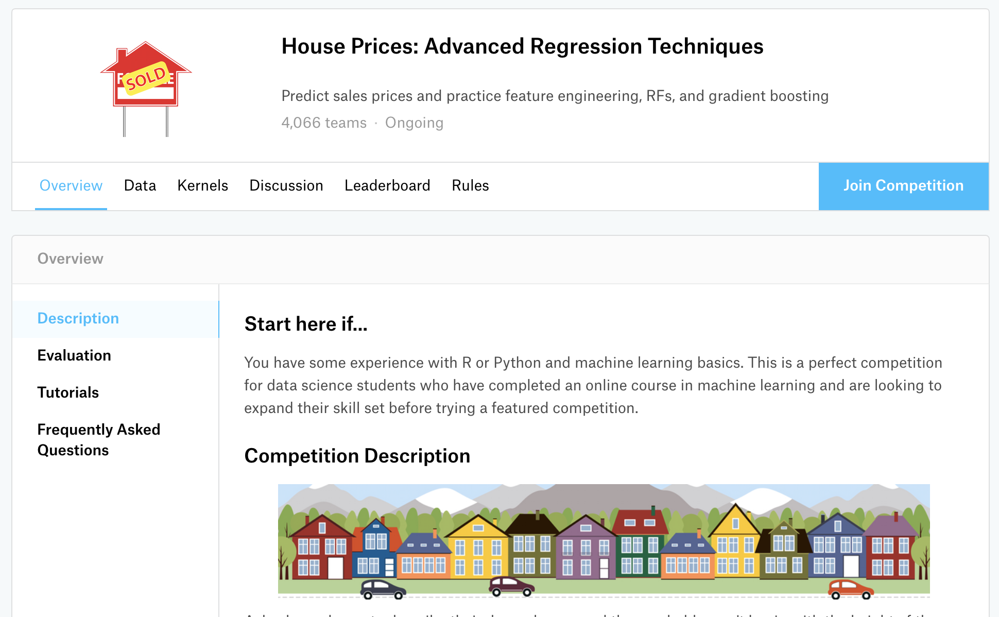 House Prices: Advanced Regression Techniques
SOLD
Predict sales prices and practice feature engineering, RFs, and gradient boosting
4,066 teams · Ongoing
Overview Data Kernels Discussion Leaderboard Rules Join Competition
Overview
Description
Evaluation
Tutorials
Frequently Asked
Questions
Start here if...
You have some experience with R or Python and machine learning basics. This is a perfect competition
for data science students who have completed an online course in machine learning and are looking to
expand their skill set before trying a featured competition.
Competition Description